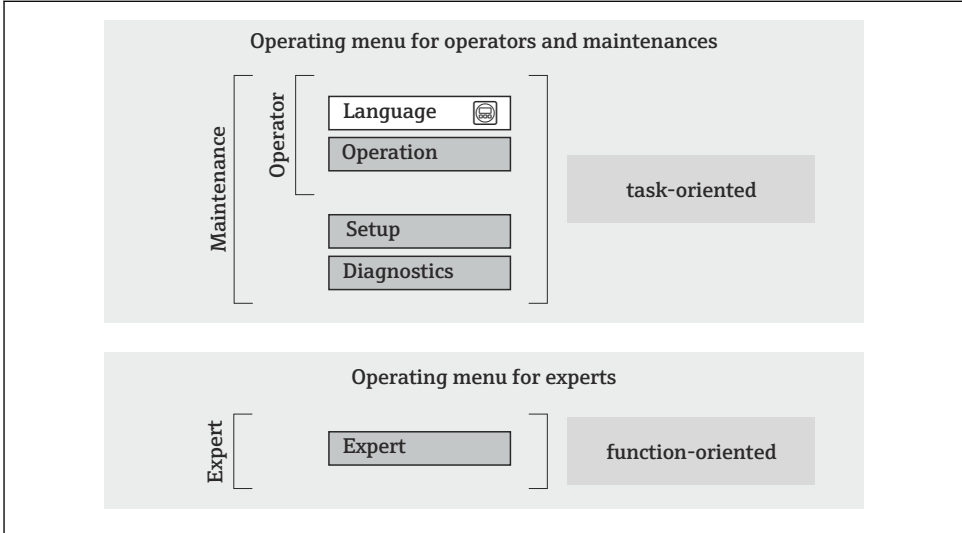 Operating menu for operators and maintenances
Maintenance
Operator
Language
Operation
Setup
Diagnostics
task-oriented
Operating menu for experts
Expert
Expert
function-oriented